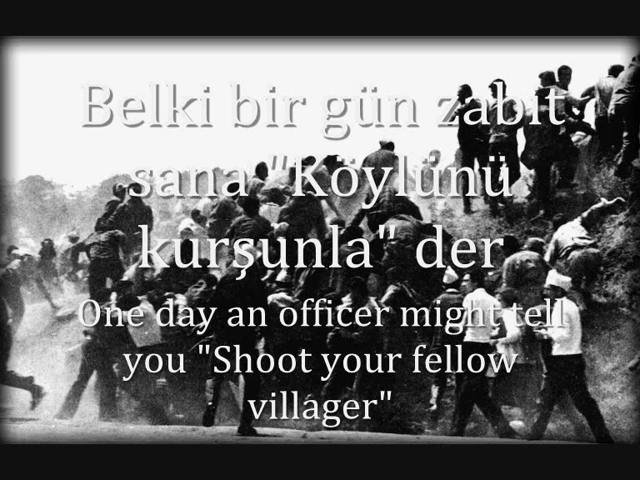 Belki bir gün zabit
sana "Köylünü
kurşunla" der
One day an officer might tell
you "Shoot your fellow
villager"